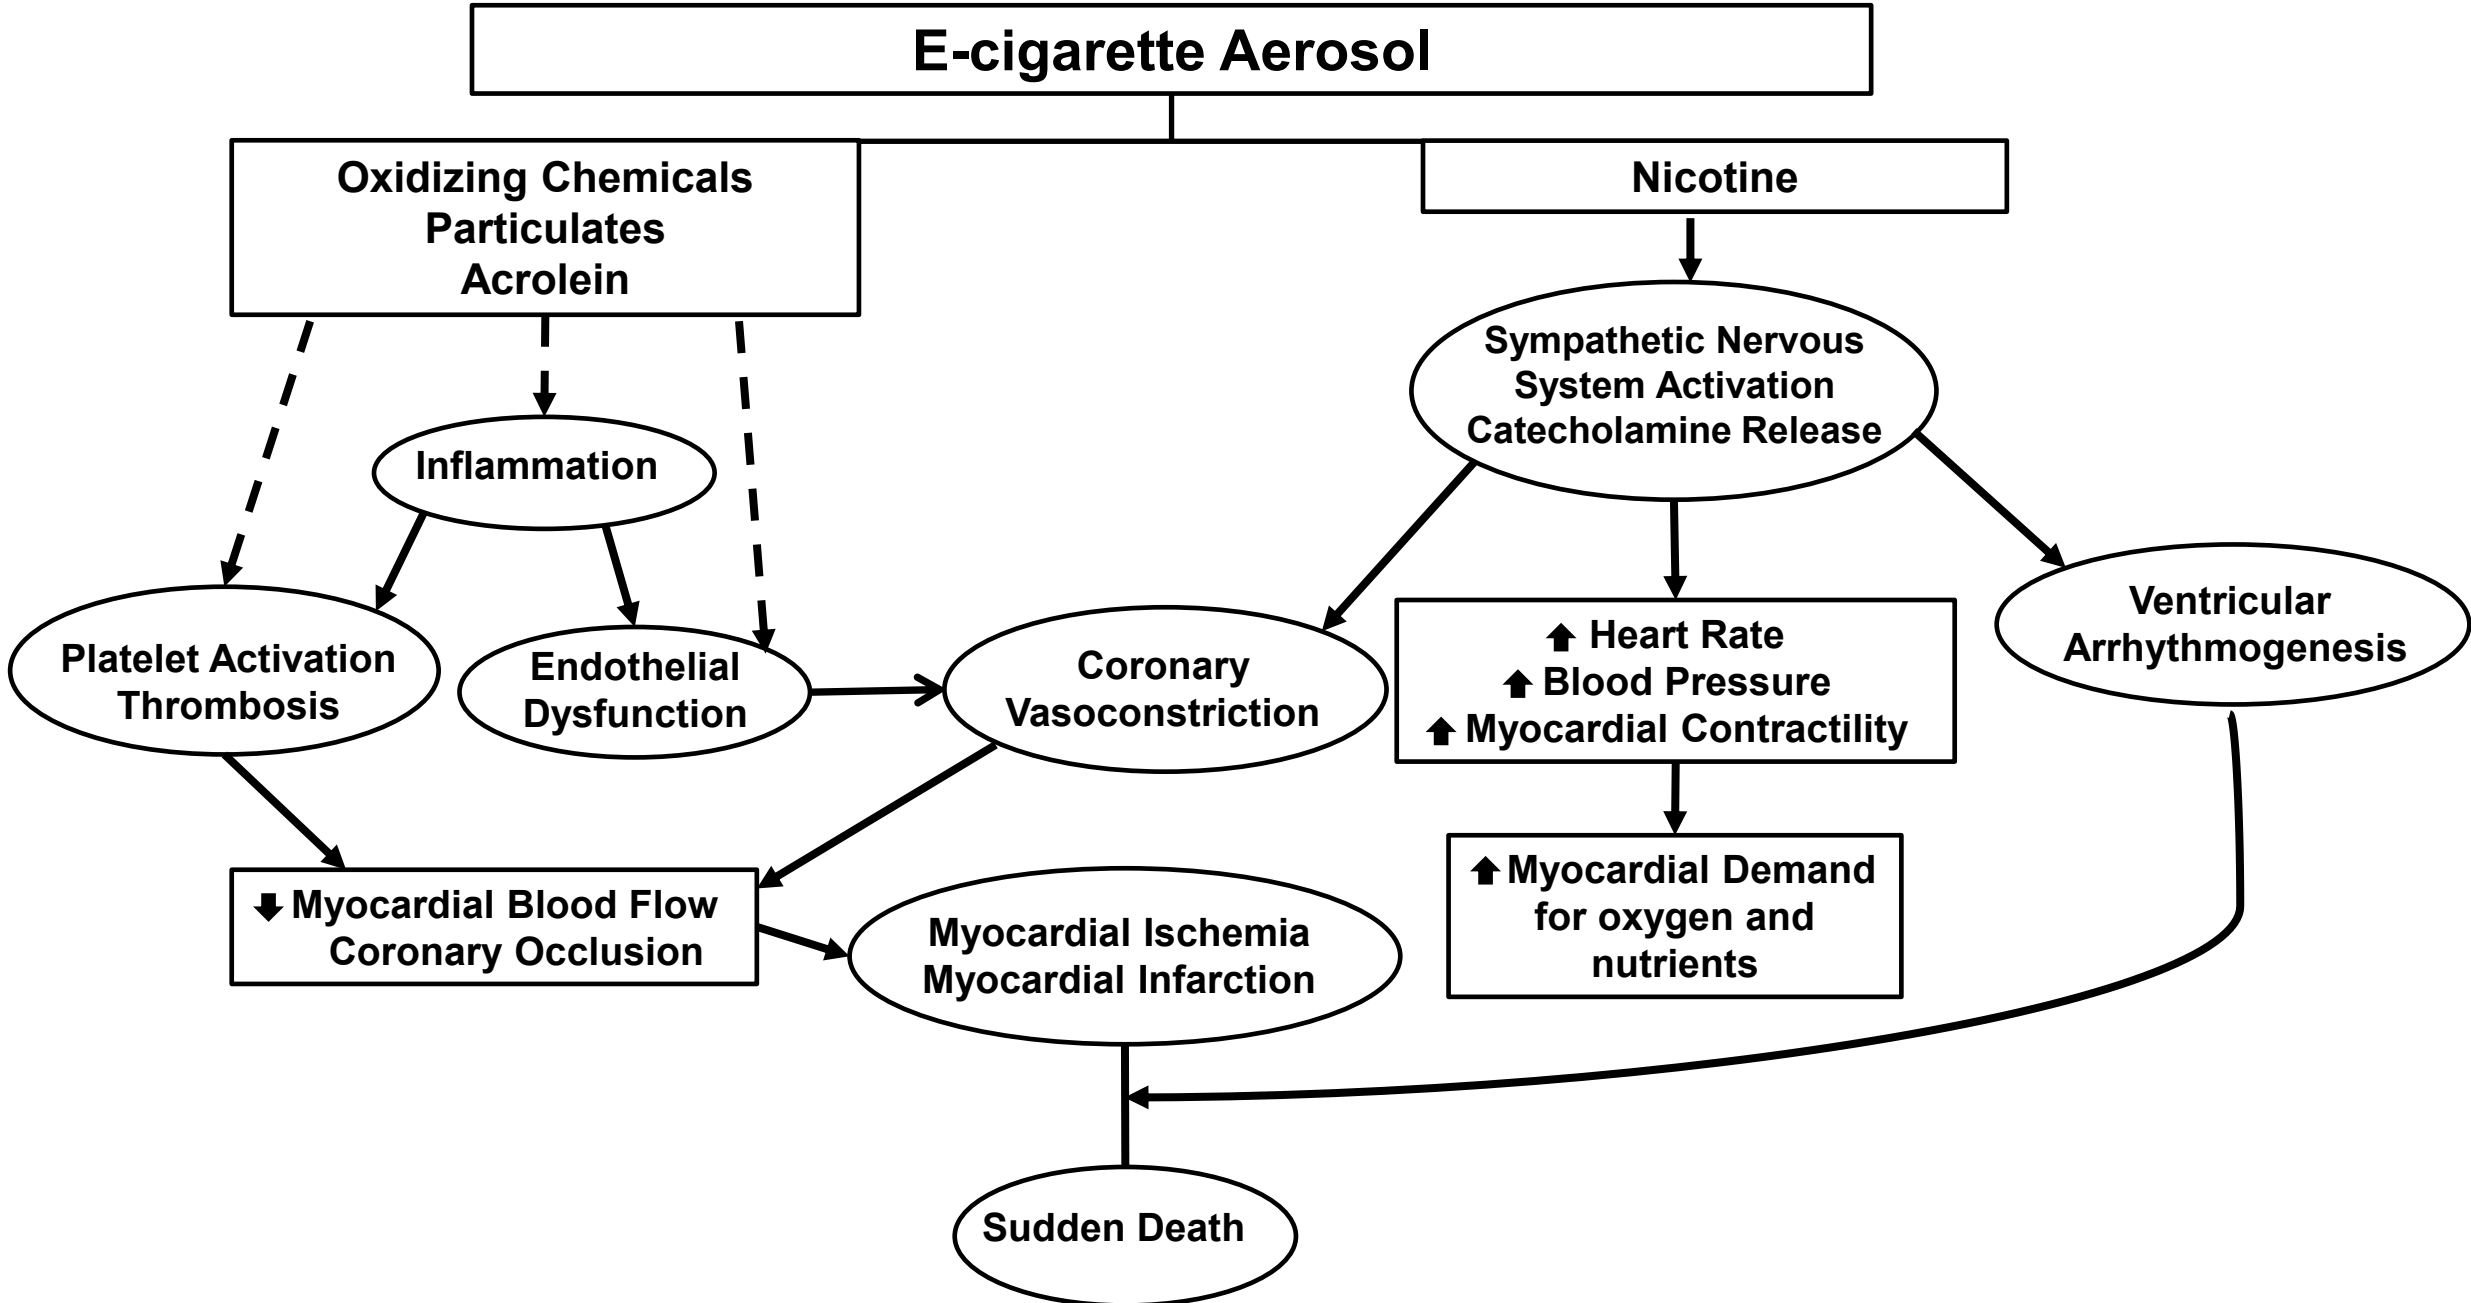 E-cigarette Aerosol
Oxidizing Chemicals
Particulates
Acrolein
Nicotine
Sympathetic Nervous
System Activation
Catecholamine Release
Inflammation
Platelet Activation
Thrombosis
Endothelial
Dysfunction
Coronary
Vasoconstriction
Heart Rate
Blood Pressure
Myocardial Contractility
Ventricular
Arrhythmogenesis
Myocardial Blood Flow
Coronary Occlusion
Myocardial Ischemia
Myocardial Infarction
Myocardial Demand
for oxygen and
nutrients
Sudden Death